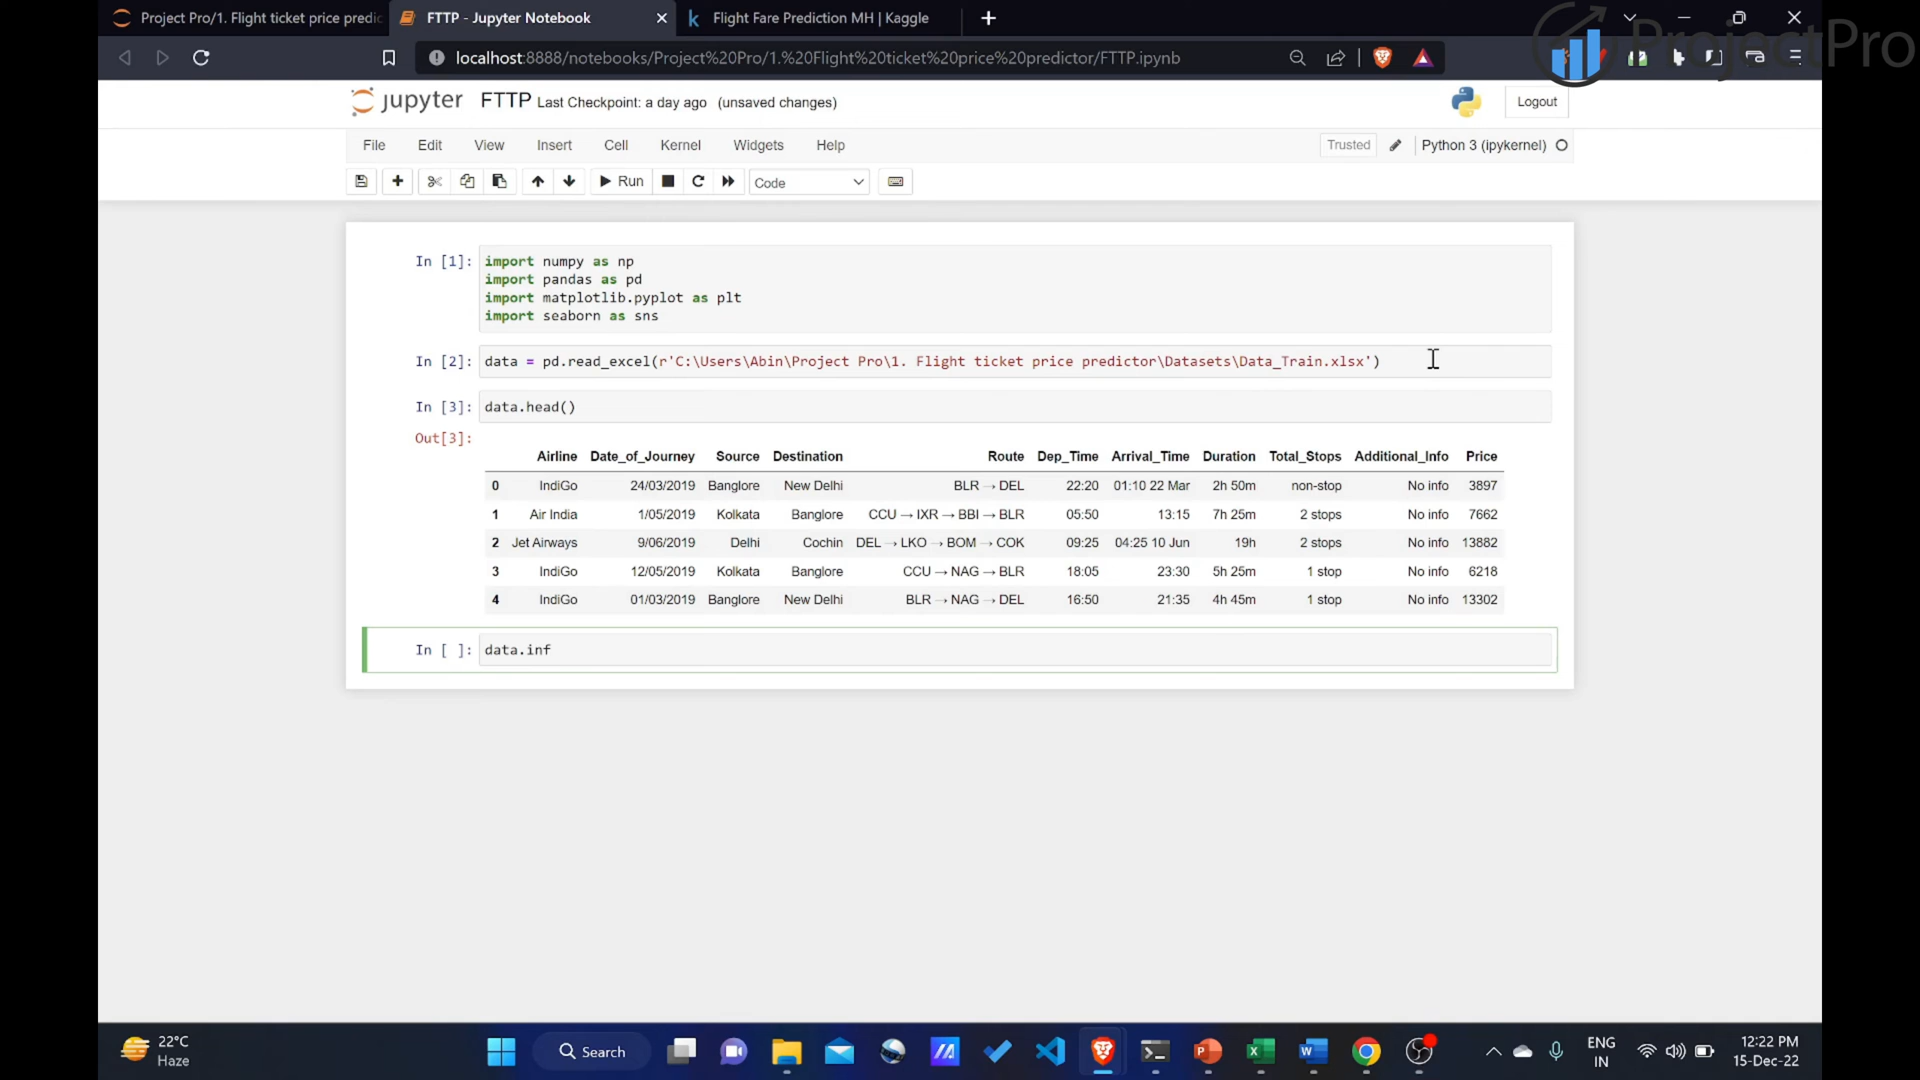 Project Pro/1. Flight ticket price predic
FTTP - Jupyter Notebook
Flight Fare Prediction MH | Kaggle
ProjectPro
localhost:8888/notebooks/Project%20Pro/1.%20Flight%20ticket%20price%20predictor/FTTP.ipynb
jupyter FTTP Last Checkpoint: a day ago (unsaved changes)
Logout
File Edit View Insert Cell Kernel Widgets Help
Trusted
Python 3 (ipykernel)
Run
Code
In [1]: import numpy as np
import pandas as pd
import matplotlib.pyplot as plt
import seaborn as sns
In [2]: data = pd.read_excel(r'C:\Users\Abin\Project Pro\1. Flight ticket price predictor\Datasets\Data_Train.xlsx')
In [3]: data.head()
Out[3]:
Airline Date_of_Journey Source Destination Route Dep_Time Arrival_Time Duration Total_Stops Additional_Info Price
0 IndiGo 24/03/2019 Banglore New Delhi BLR → DEL 22:20 01:10 22 Mar 2h 50m non-stop No info 3897
1 Air India 1/05/2019 Kolkata Banglore CCU → IXR → BBI → BLR 05:50 13:15 7h 25m 2 stops No info 7662
2 Jet Airways 9/06/2019 Delhi Cochin DEL → LKO → BOM → COK 09:25 04:25 10 Jun 19h 2 stops No info 13882
3 IndiGo 12/05/2019 Kolkata Banglore CCU → NAG → BLR 18:05 23:30 5h 25m 1 stop No info 6218
4 IndiGo 01/03/2019 Banglore New Delhi BLR → NAG → DEL 16:50 21:35 4h 45m 1 stop No info 13302
In [ ]: data.inf
22°C
Haze
Search
ENG
IN
12:22 PM
15-Dec-22